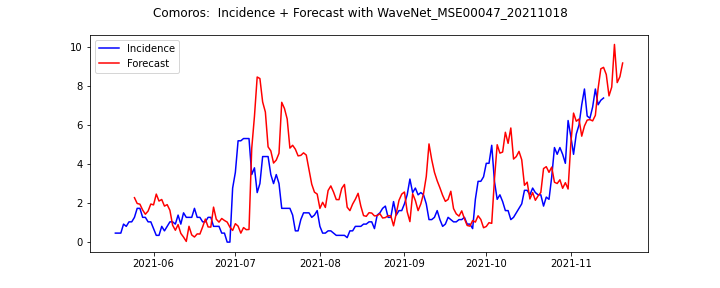 Comoros:  Incidence + Forecast with WaveNet_MSE00047_20211018
Incidence
Forecast
10
8
6
4
2
0
2021-06 2021-07 2021-08 2021-09 2021-10 2021-11